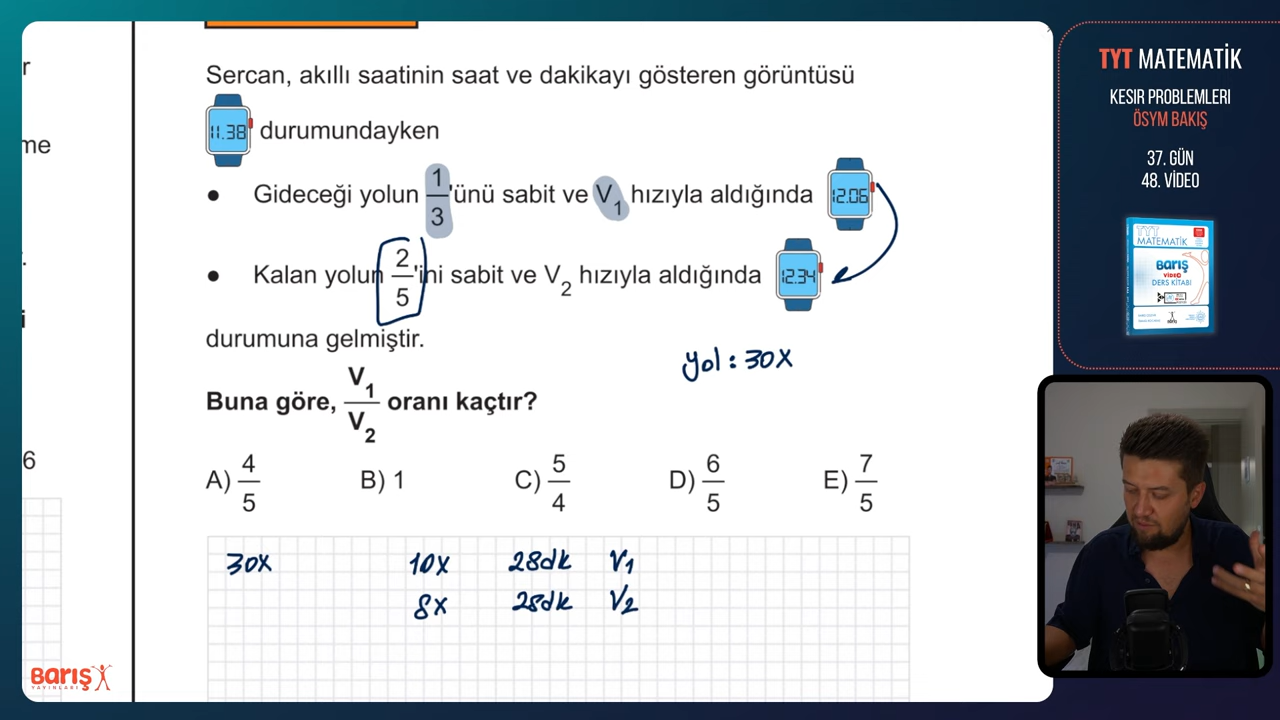 r
me
.
i
6
Sercan, akıllı saatinin saat ve dakikayı gösteren görüntüsü
11.38 durumundayken
● Gideceği yolun 1/3'ünü sabit ve V1 hızıyla aldığında 12.06
● Kalan yolun 2/5'ini sabit ve V2 hızıyla aldığında 12.34
durumuna gelmiştir.
yol : 30x
Buna göre, V1/V2 oranı kaçtır?
A) 4/5 B) 1 C) 5/4 D) 6/5 E) 7/5
30x 10x 28dk V1
8x 28dk V2
BARIŞ
YAYINLARI
TYT MATEMATİK
KESIR PROBLEMLERI
ÖSYM BAKIŞ
37. GÜN
48. VİDEO
TYT
MATEMATİK
BARIŞ
VİDEO
DERS KİTABI